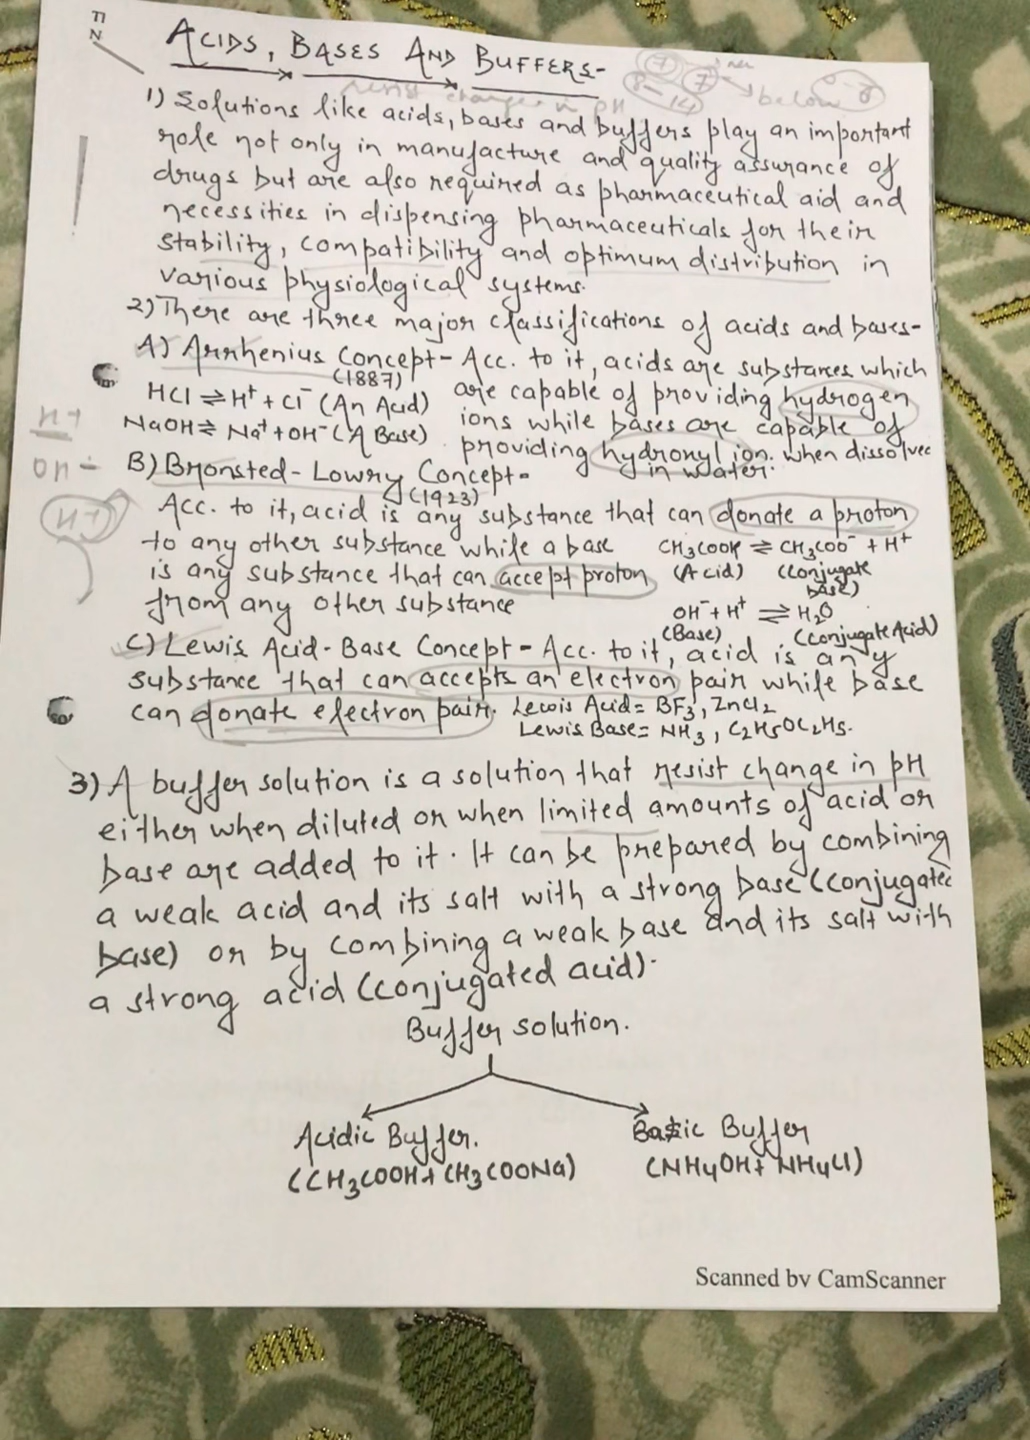 ACIDS, BASES AND BUFFERS-
resist changes in pH
7 7
8-14 below
1) Solutions like acids, bases and buffers play an important
role not only in manufacture and quality assurance of
drugs but are also required as pharmaceutical aid and
necessities in dispensing pharmaceuticals for their
stability, compatibility and optimum distribution in
various physiological systems.
2) There are three major classifications of acids and bases-
A) Arrhenius Concept- Acc. to it, acids are substances which
(1887)
are capable of providing hydrogen
HCl ⇌ H⁺ + Cl⁻ (An Acid)
ions while bases are capable of
NaOH ⇌ Na⁺ + OH⁻ (A Base)
providing hydronyl ion. when dissolvec
in water.
H+
OH-
B) Bronsted-Lowry Concept-
(1923)
H+
Acc. to it, acid is any substance that can donate a proton
to any other substance while a base
CH₃COOH ⇌ CH₃COO⁻ + H⁺
is any substance that can accept proton
(Acid) (Conjugate
base)
from any other substance
OH⁻ + H⁺ ⇌ H₂O
(Base) (Conjugate Acid)
C) Lewis Acid-Base Concept- Acc. to it, acid is any
substance that can accepts an electron pair while base
can donate electron pair. Lewis Acid = BF₃, ZnCl₂
Lewis Base = NH₃, C₂H₅OC₂H₅.
3) A buffer solution is a solution that resist change in pH
either when diluted or when limited amounts of acid or
base are added to it. It can be prepared by combining
a weak acid and its salt with a strong base (conjugated
base) or by combining a weak base and its salt with
a strong acid (conjugated acid).
Buffer solution.
Acidic Buffer. Basic Buffer
(CH₃COOH + CH₃COONa) (NH₄OH + NH₄Cl)
Scanned by CamScanner